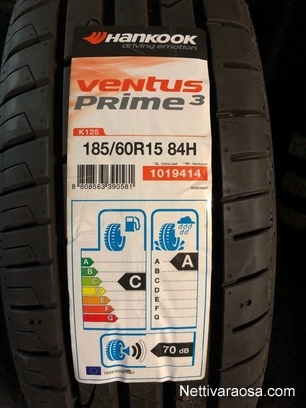 HANKOOK
driving emotion
ventus
PRime³
K125
185/60R15 84H
1019414
8 808563 390581
A A
B B
C C A
D D
E E
F F
G G
70 dB
Nettivaraosa.com